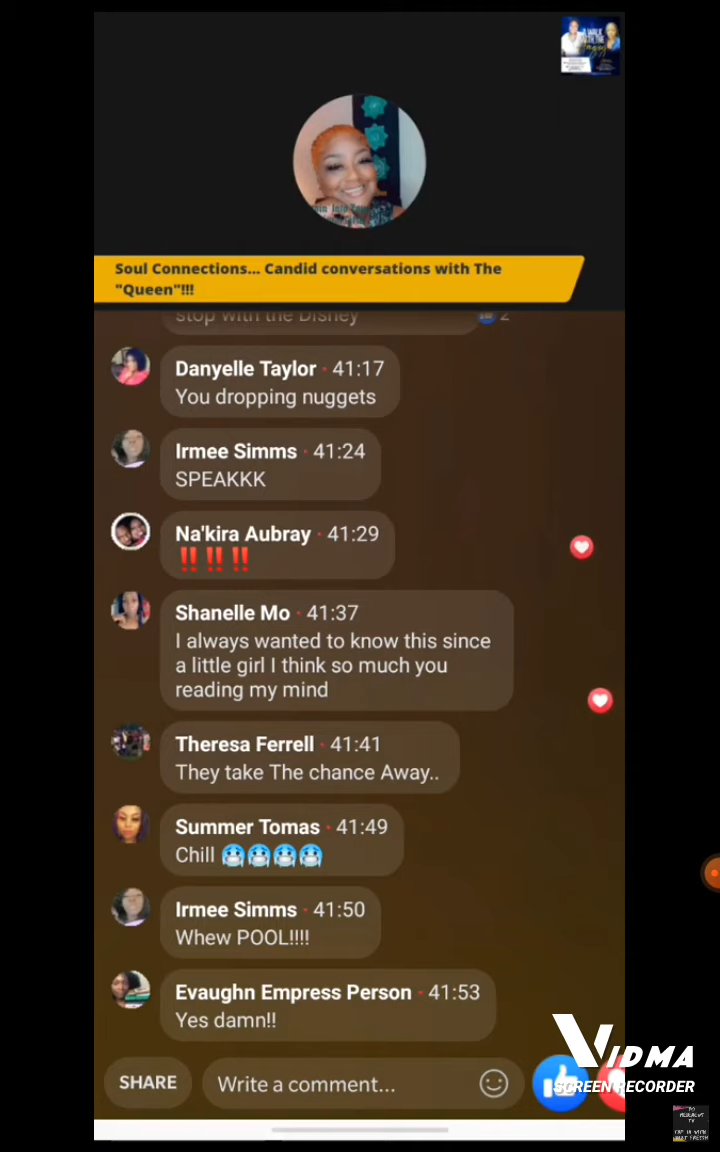 Soul Connections... Candid conversations with The
"Queen"!!!
stop with the Disney
2
Danyelle Taylor · 41:17
You dropping nuggets
Irmee Simms · 41:24
SPEAKKK
Na'kira Aubray · 41:29
‼️‼️‼️
Shanelle Mo · 41:37
I always wanted to know this since
a little girl I think so much you
reading my mind
Theresa Ferrell · 41:41
They take The chance Away..
Summer Tomas · 41:49
Chill 🥶🥶🥶🥶
Irmee Simms · 41:50
Whew POOL!!!!
Evaughn Empress Person · 41:53
Yes damn!!
SHARE
Write a comment...
VIDMA
SCREEN RECORDER